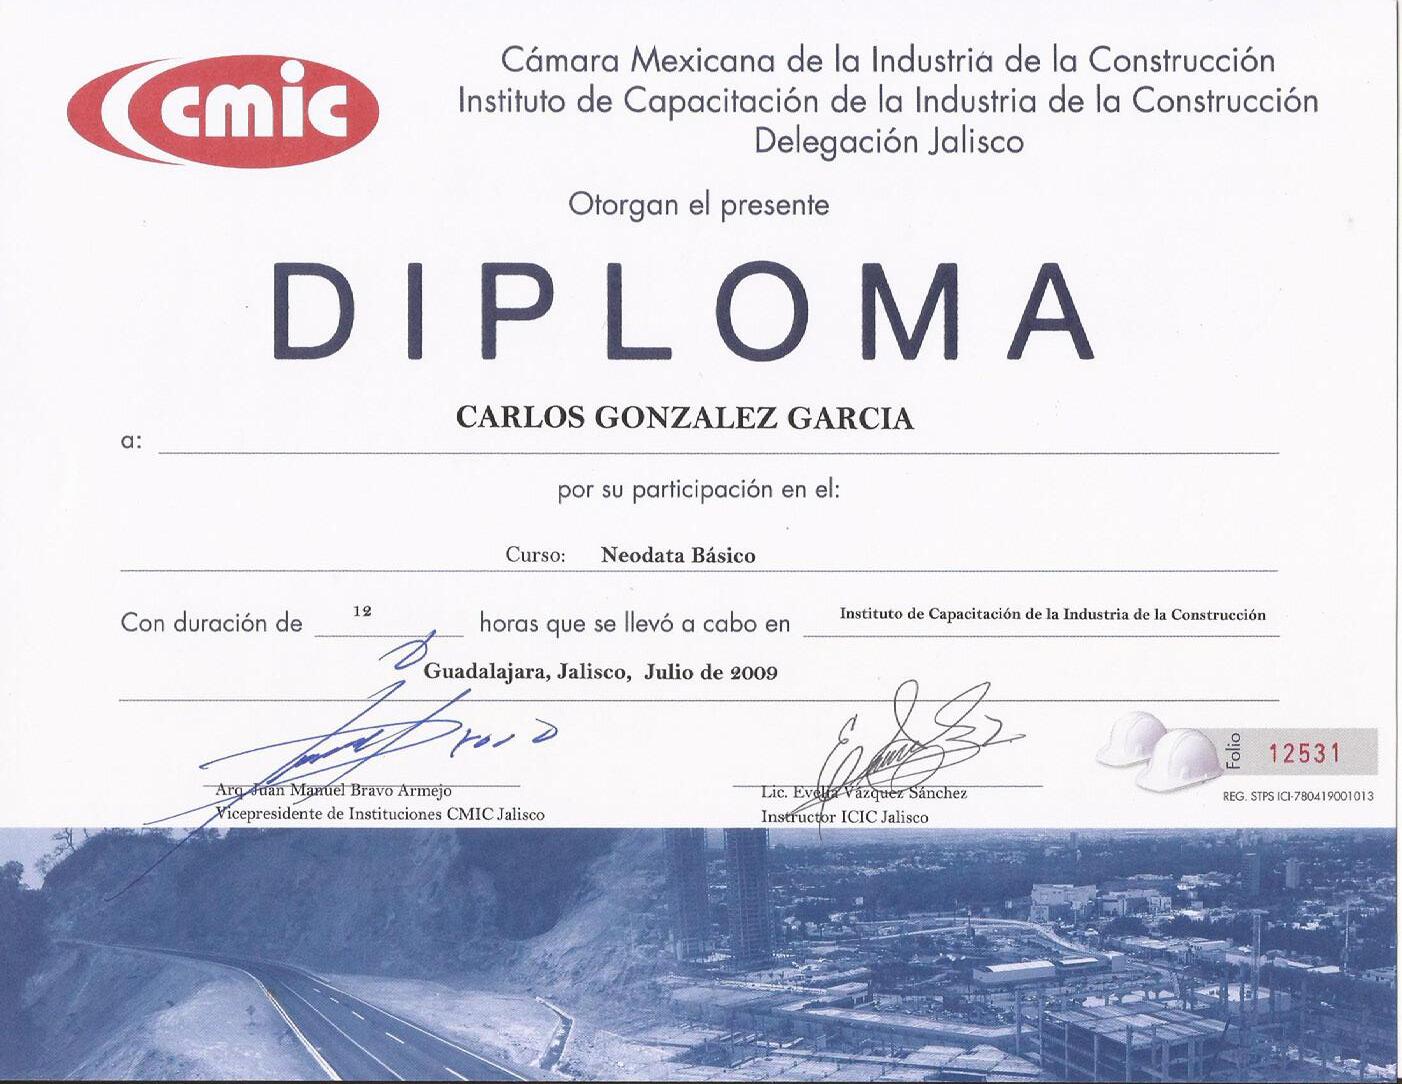 cmic
Cámara Mexicana de la Industria de la Construcción
Instituto de Capacitación de la Industria de la Construcción
Delegación Jalisco
Otorgan el presente
DIPLOMA
CARLOS GONZALEZ GARCIA
a:
por su participación en el:
Curso: Neodata Básico
Con duración de 12 horas que se llevó a cabo en Instituto de Capacitación de la Industria de la Construcción
Guadalajara, Jalisco, Julio de 2009
Arq Juan Manuel Bravo Armejo
Vicepresidente de Instituciones CMIC Jalisco
Lic. Evelia Vázquez Sánchez
Instructor ICIC Jalisco
Folio 12531
REG. STPS ICI-780419001013